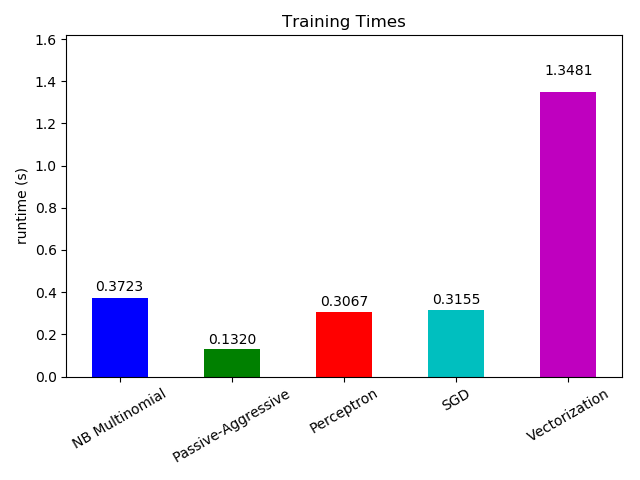 Training Times
runtime (s)
1.6
1.4
1.2
1.0
0.8
0.6
0.4
0.2
0.0
0.3723
0.1320
0.3067
0.3155
1.3481
NB Multinomial
Passive-Aggressive
Perceptron
SGD
Vectorization